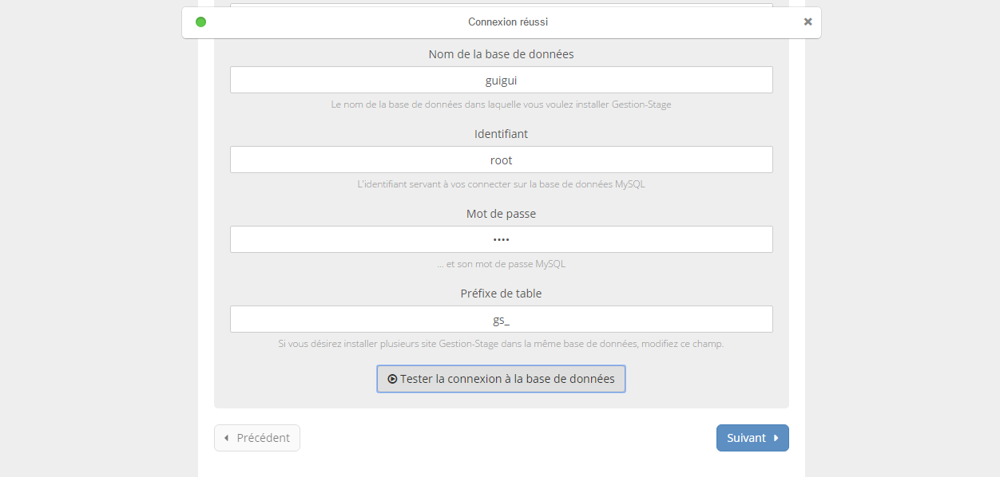 Connexion réussi
Nom de la base de données
guigui
Le nom de la base de données dans laquelle vous voulez installer Gestion-Stage
Identifiant
root
L'identifiant servant à vos connecter sur la base de données MySQL
Mot de passe
••••
... et son mot de passe MySQL
Préfixe de table
gs_
Si vous désirez installer plusieurs site Gestion-Stage dans la même base de données, modifiez ce champ.
Tester la connexion à la base de données
Précédent
Suivant